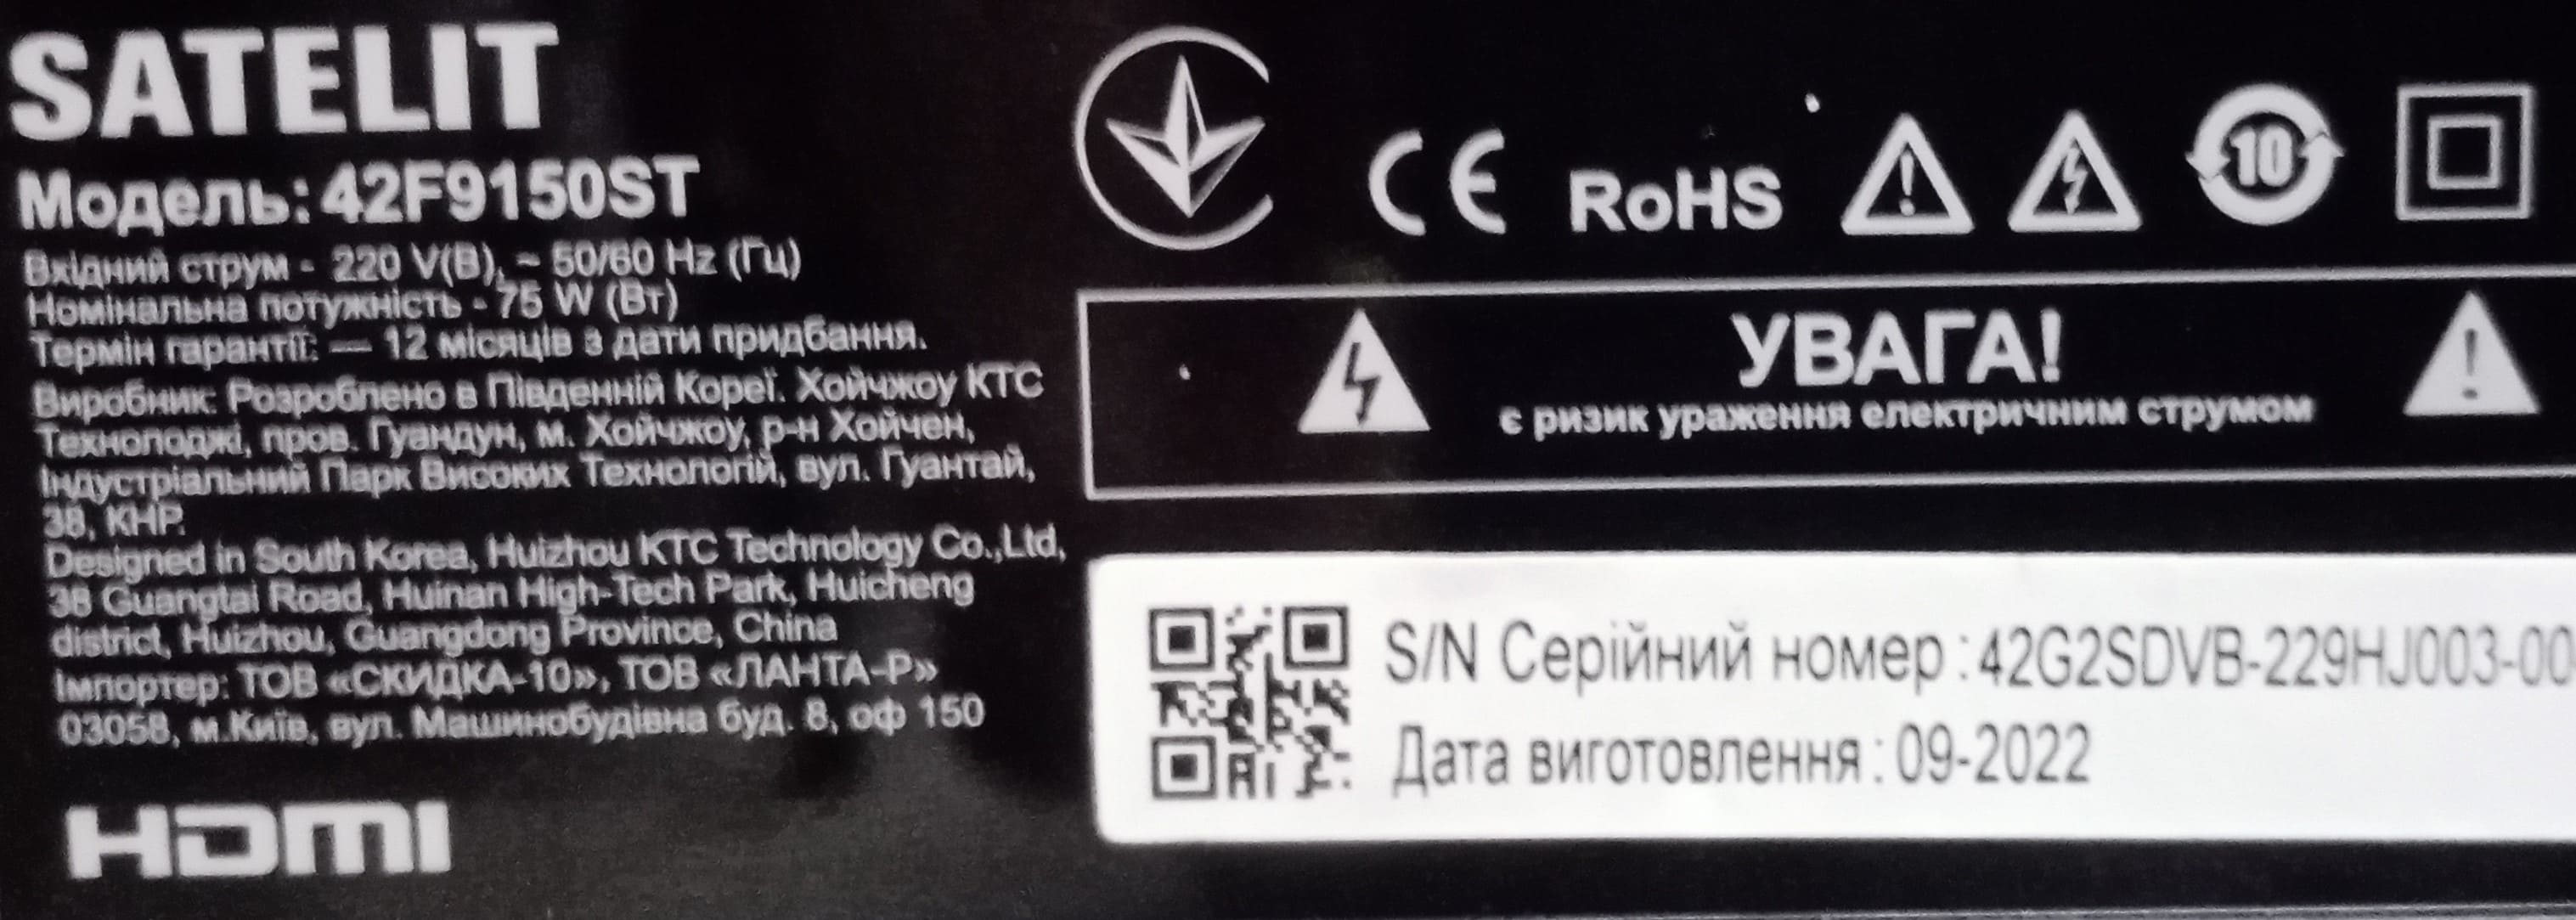 SATELIT
Модель: 42F9150ST
Вхідний струм - 220 V(В), ~ 50/60 Hz (Гц)
Номінальна потужність - 75 W (Вт)
Термін гарантії: — 12 місяців з дати придбання.
Виробник: Розроблено в Південній Кореї. Хойчжоу КТС
Технолоджі, пров. Гуандун, м. Хойчжоу, р-н Хойчен,
Індустріальний Парк Високих Технологій, вул. Гуантай,
38, КНР.
Designed in South Korea, Huizhou KTC Technology Co.,Ltd,
38 Guangtai Road, Huinan High-Tech Park, Huicheng
district, Huizhou, Guangdong Province, China
Імпортер: ТОВ «СКИДКА-10», ТОВ «ЛАНТА-Р»
03058, м.Київ, вул. Машинобудівна буд. 8, оф 150
HDMI
CE RoHS 10
УВАГА!
є ризик ураження електричним струмом
S/N Серійний номер : 42G2SDVB-229HJ003-00
Дата виготовлення : 09-2022